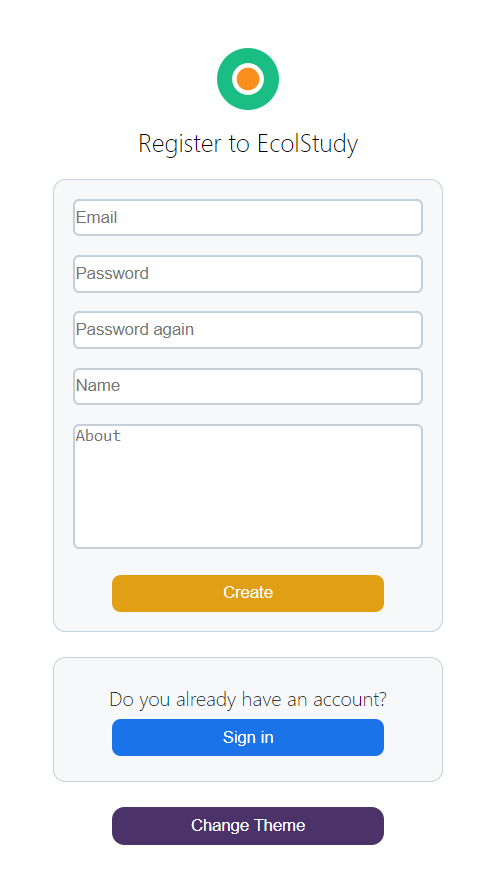 Register to EcolStudy
Email
Password
Password again
Name
About
Create
Do you already have an account?
Sign in
Change Theme